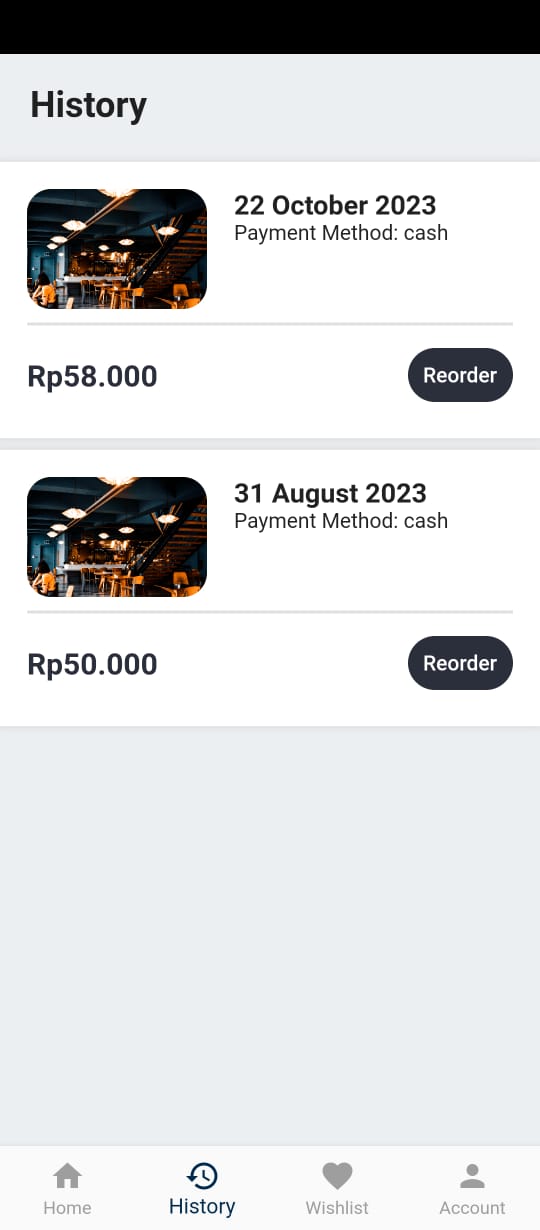 History
22 October 2023
Payment Method: cash
Rp58.000
Reorder
31 August 2023
Payment Method: cash
Rp50.000
Reorder
Home
History
Wishlist
Account